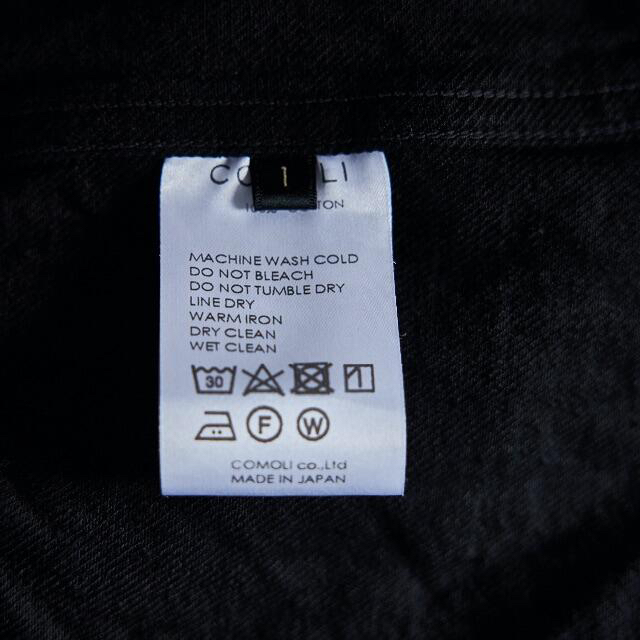 1
MACHINE WASH COLD
DO NOT BLEACH
DO NOT TUMBLE DRY
LINE DRY
WARM IRON
DRY CLEAN
WET CLEAN
30
F W
COMOLI co.,Ltd
MADE IN JAPAN